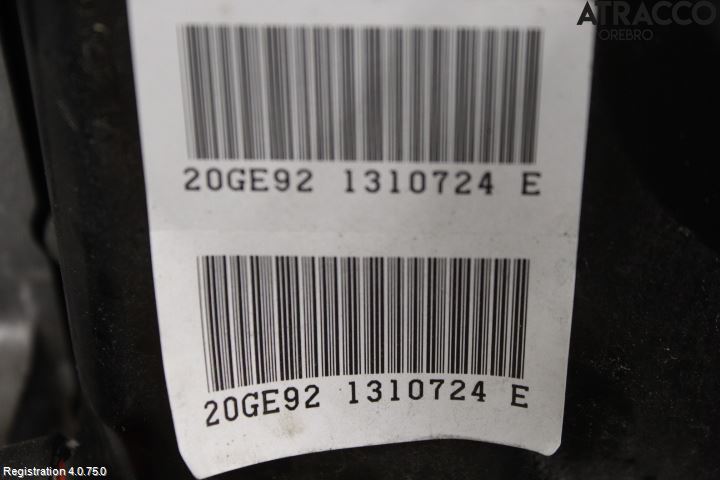 ATRACCO
ÖREBRO
20GE92 1310724 E
20GE92 1310724 E
Registration 4.0.75.0